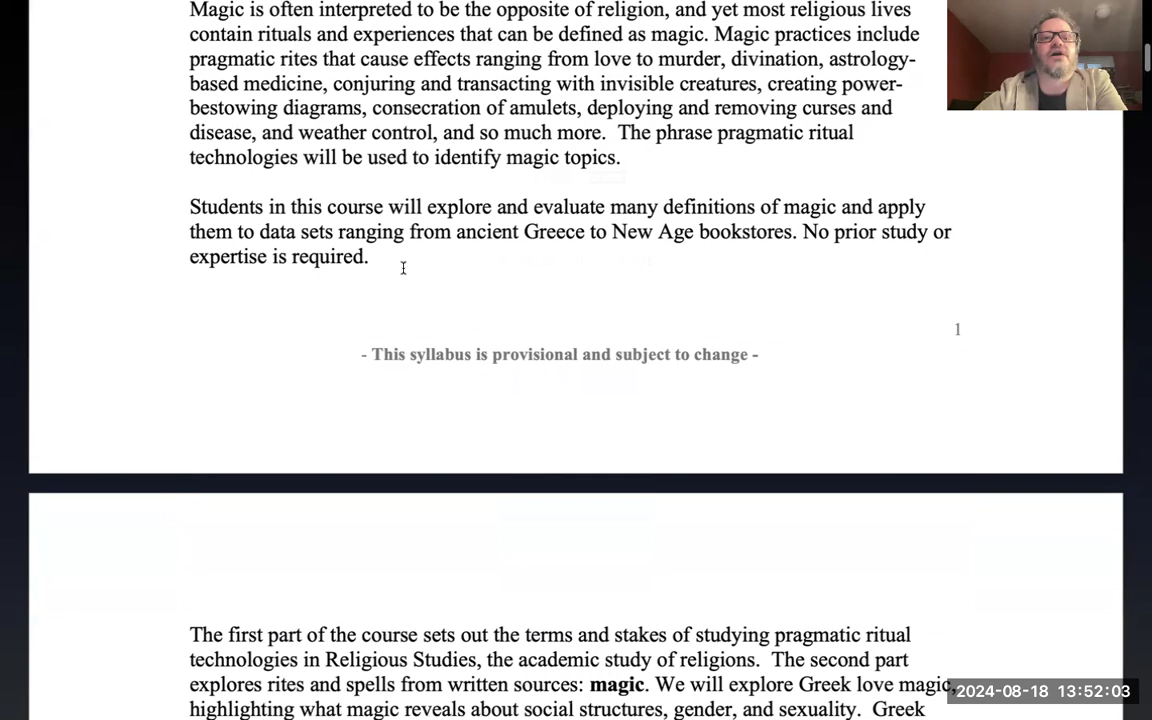 Magic is often interpreted to be the opposite of religion, and yet most religious lives
contain rituals and experiences that can be defined as magic. Magic practices include
pragmatic rites that cause effects ranging from love to murder, divination, astrology-
based medicine, conjuring and transacting with invisible creatures, creating power-
bestowing diagrams, consecration of amulets, deploying and removing curses and
disease, and weather control, and so much more.  The phrase pragmatic ritual
technologies will be used to identify magic topics.
Students in this course will explore and evaluate many definitions of magic and apply
them to data sets ranging from ancient Greece to New Age bookstores. No prior study or
expertise is required.
1
- This syllabus is provisional and subject to change -
The first part of the course sets out the terms and stakes of studying pragmatic ritual
technologies in Religious Studies, the academic study of religions.  The second part
explores rites and spells from written sources: magic. We will explore Greek love magic,
highlighting what magic reveals about social structures, gender, and sexuality.  Greek
2024-08-18 13:52:03